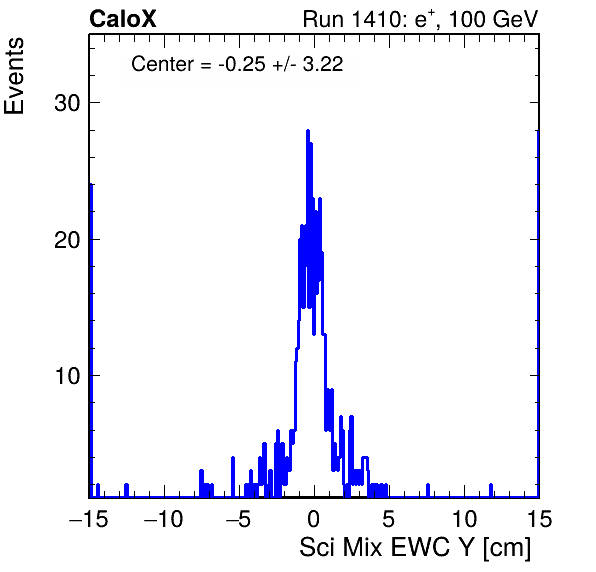 CaloX Run 1410: e⁺, 100 GeV
Center = -0.25 +/- 3.22
Events
30
20
10
−15 −10 −5 0 5 10 15
Sci Mix EWC Y [cm]